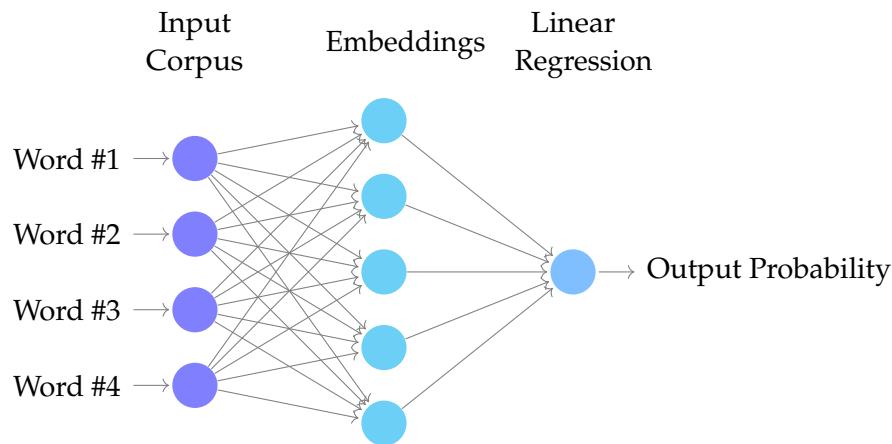 Input
Corpus
Embeddings
Linear
Regression
Word #1
Word #2
Word #3
Word #4
Output Probability